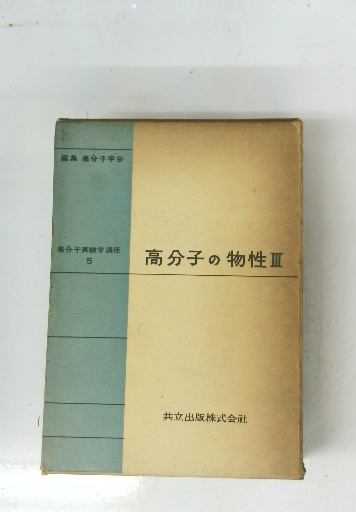 編集 高分子学会
高分子実験学講座
5
高分子の物性Ⅲ
共立出版株式会社